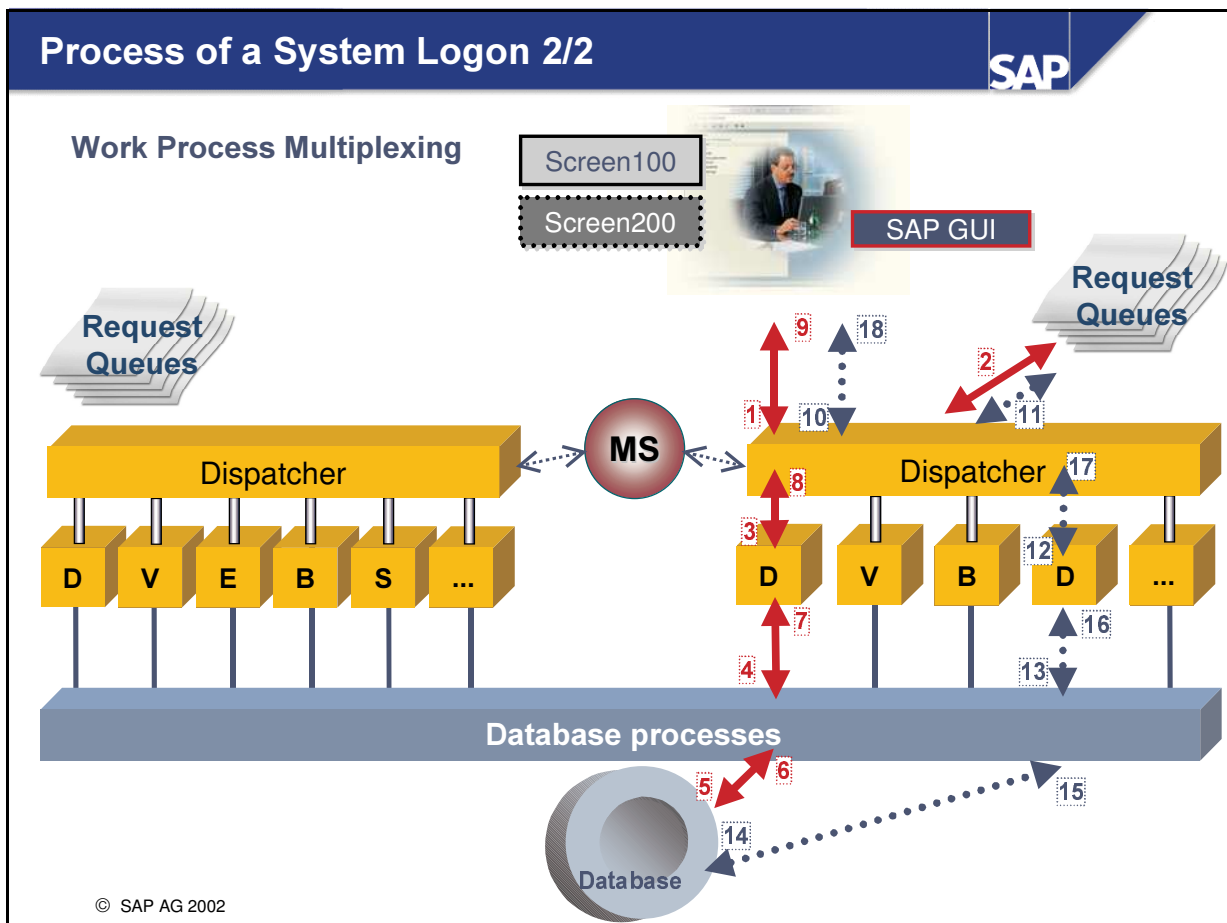 Process of a System Logon 2/2
SAP
Work Process Multiplexing
Screen100
Screen200
SAP GUI
Request
Queues
Request
Queues
9
18
2
1
10
11
MS
Dispatcher
Dispatcher
8
17
3
12
D
V
E
B
S
...
D
V
B
D
...
7
16
4
13
Database processes
5
6
15
14
Database
© SAP AG 2002